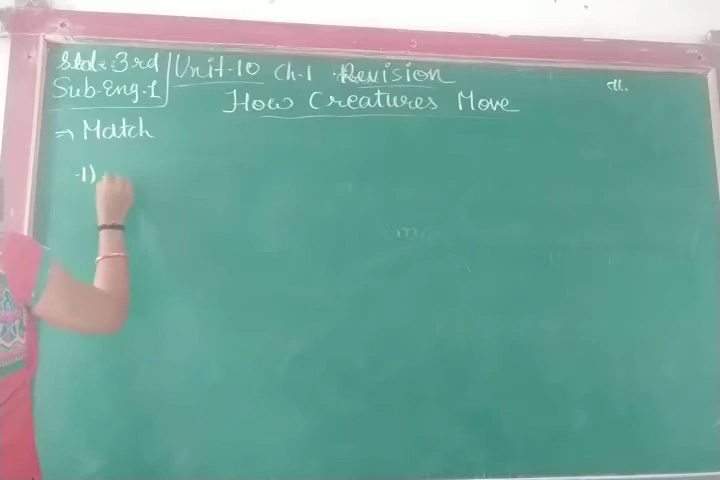 Std-3rd Unit-10 Ch.1 Revision
Sub-Eng.1 How Creatures Move
⇒ Match
1)